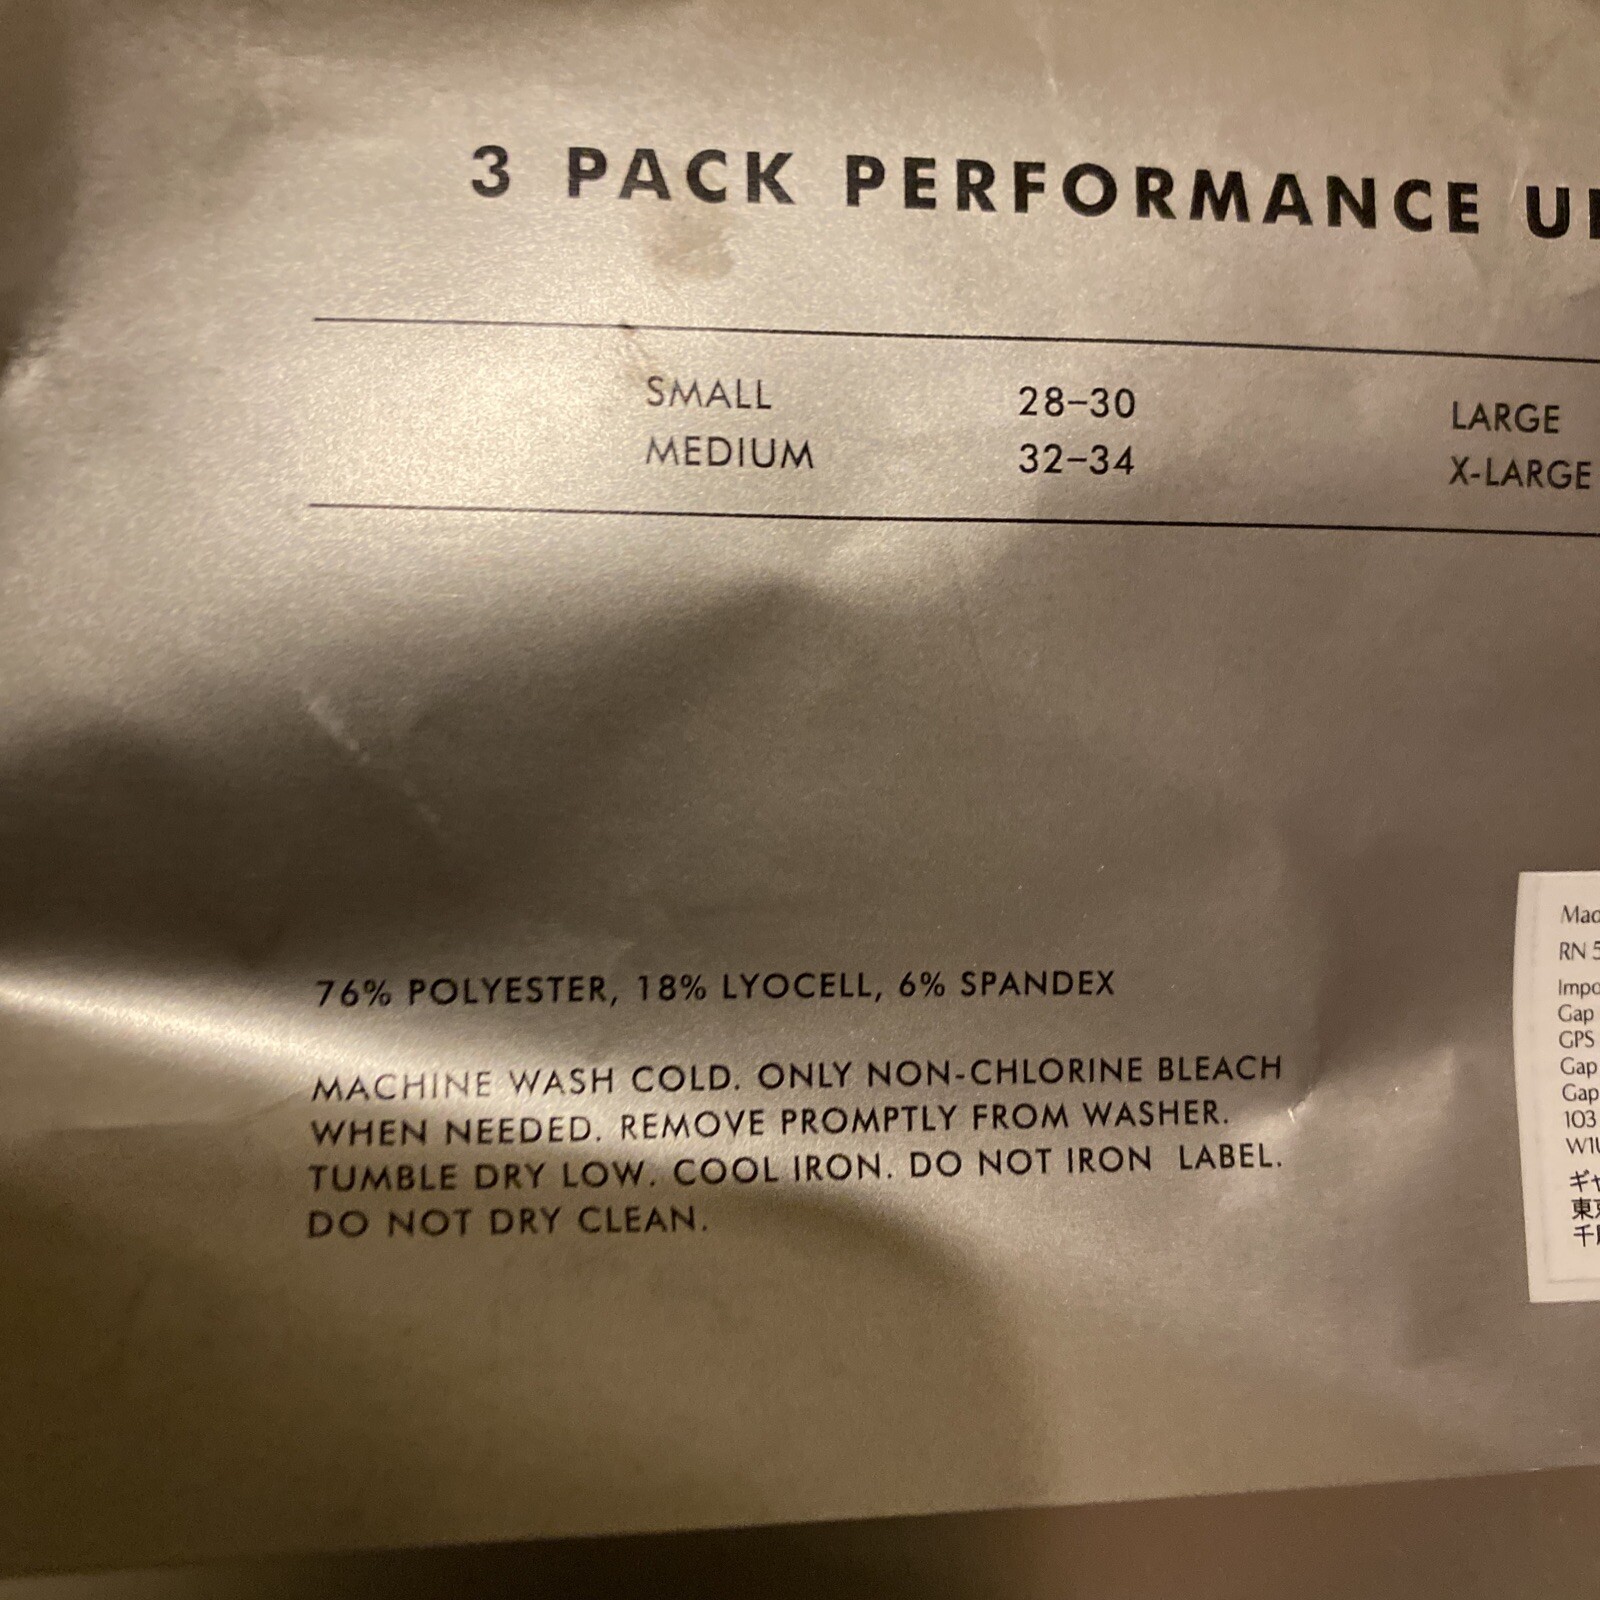 3 PACK PERFORMANCE
SMALL 28–30 LARGE
MEDIUM 32–34 X-LARGE
76% POLYESTER, 18% LYOCELL, 6% SPANDEX
MACHINE WASH COLD. ONLY NON-CHLORINE BLEACH
WHEN NEEDED. REMOVE PROMPTLY FROM WASHER.
TUMBLE DRY LOW. COOL IRON. DO NOT IRON LABEL.
DO NOT DRY CLEAN.
RN
Gap
GPS
Gap
Gap
103